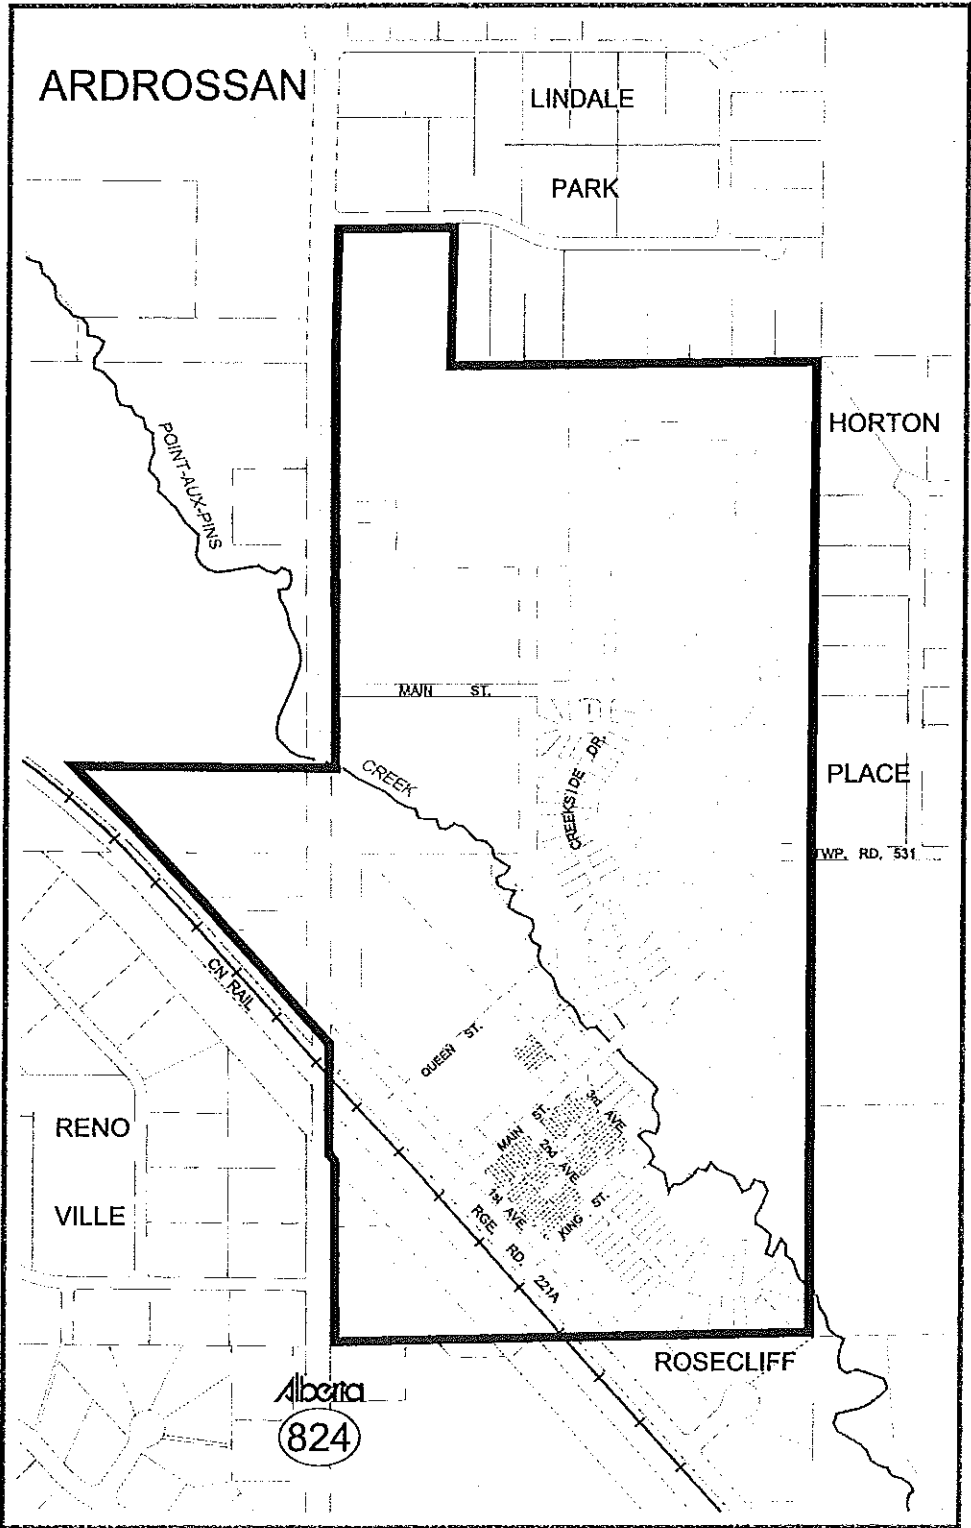 ARDROSSAN
LINDALE
PARK
HORTON
POINT-AUX-PINS
MAIN ST.
CREEK
CREEKSIDE DR.
PLACE
TWP. RD. 531
CN RAIL
QUEEN ST.
RENO
VILLE
MAIN ST.
3rd AVE.
2nd AVE.
1st AVE.
KING ST.
RGE. RD. 221A
ROSECLIFF
Alberta
824